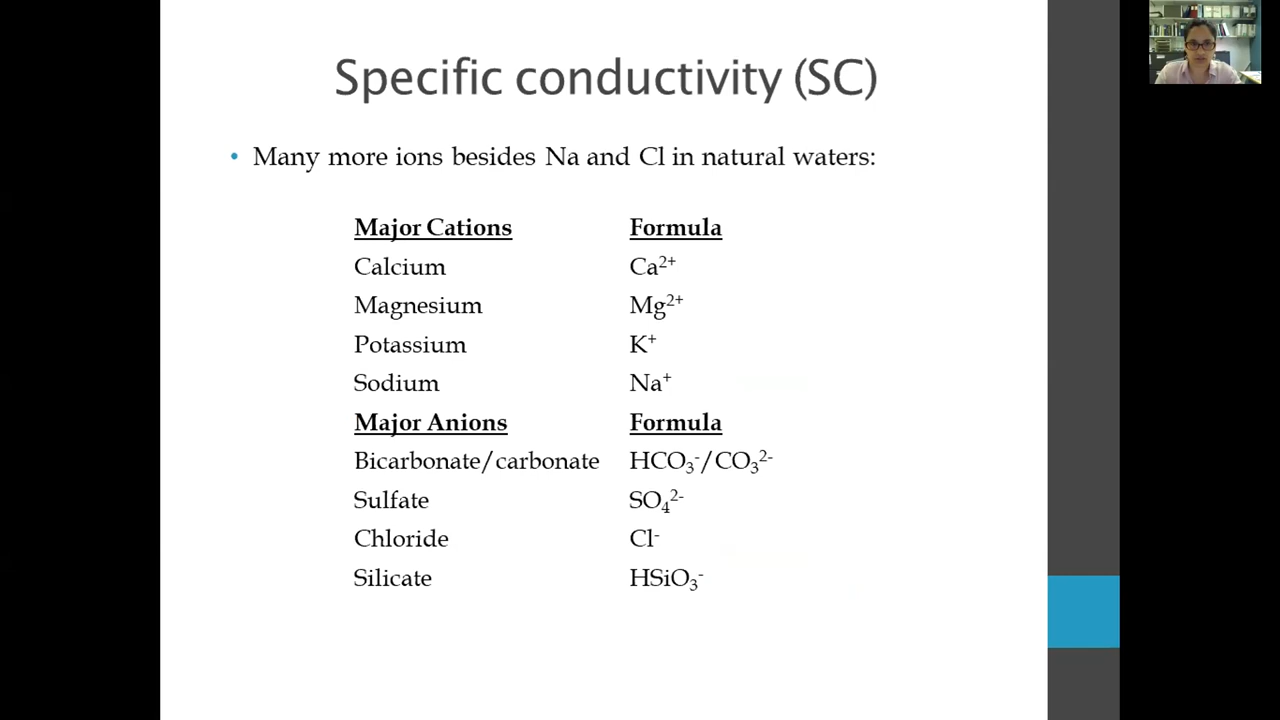 Specific conductivity (SC)
• Many more ions besides Na and Cl in natural waters:
Major Cations Formula
Calcium Ca²⁺
Magnesium Mg²⁺
Potassium K⁺
Sodium Na⁺
Major Anions Formula
Bicarbonate/carbonate HCO₃⁻/CO₃²⁻
Sulfate SO₄²⁻
Chloride Cl⁻
Silicate HSiO₃⁻